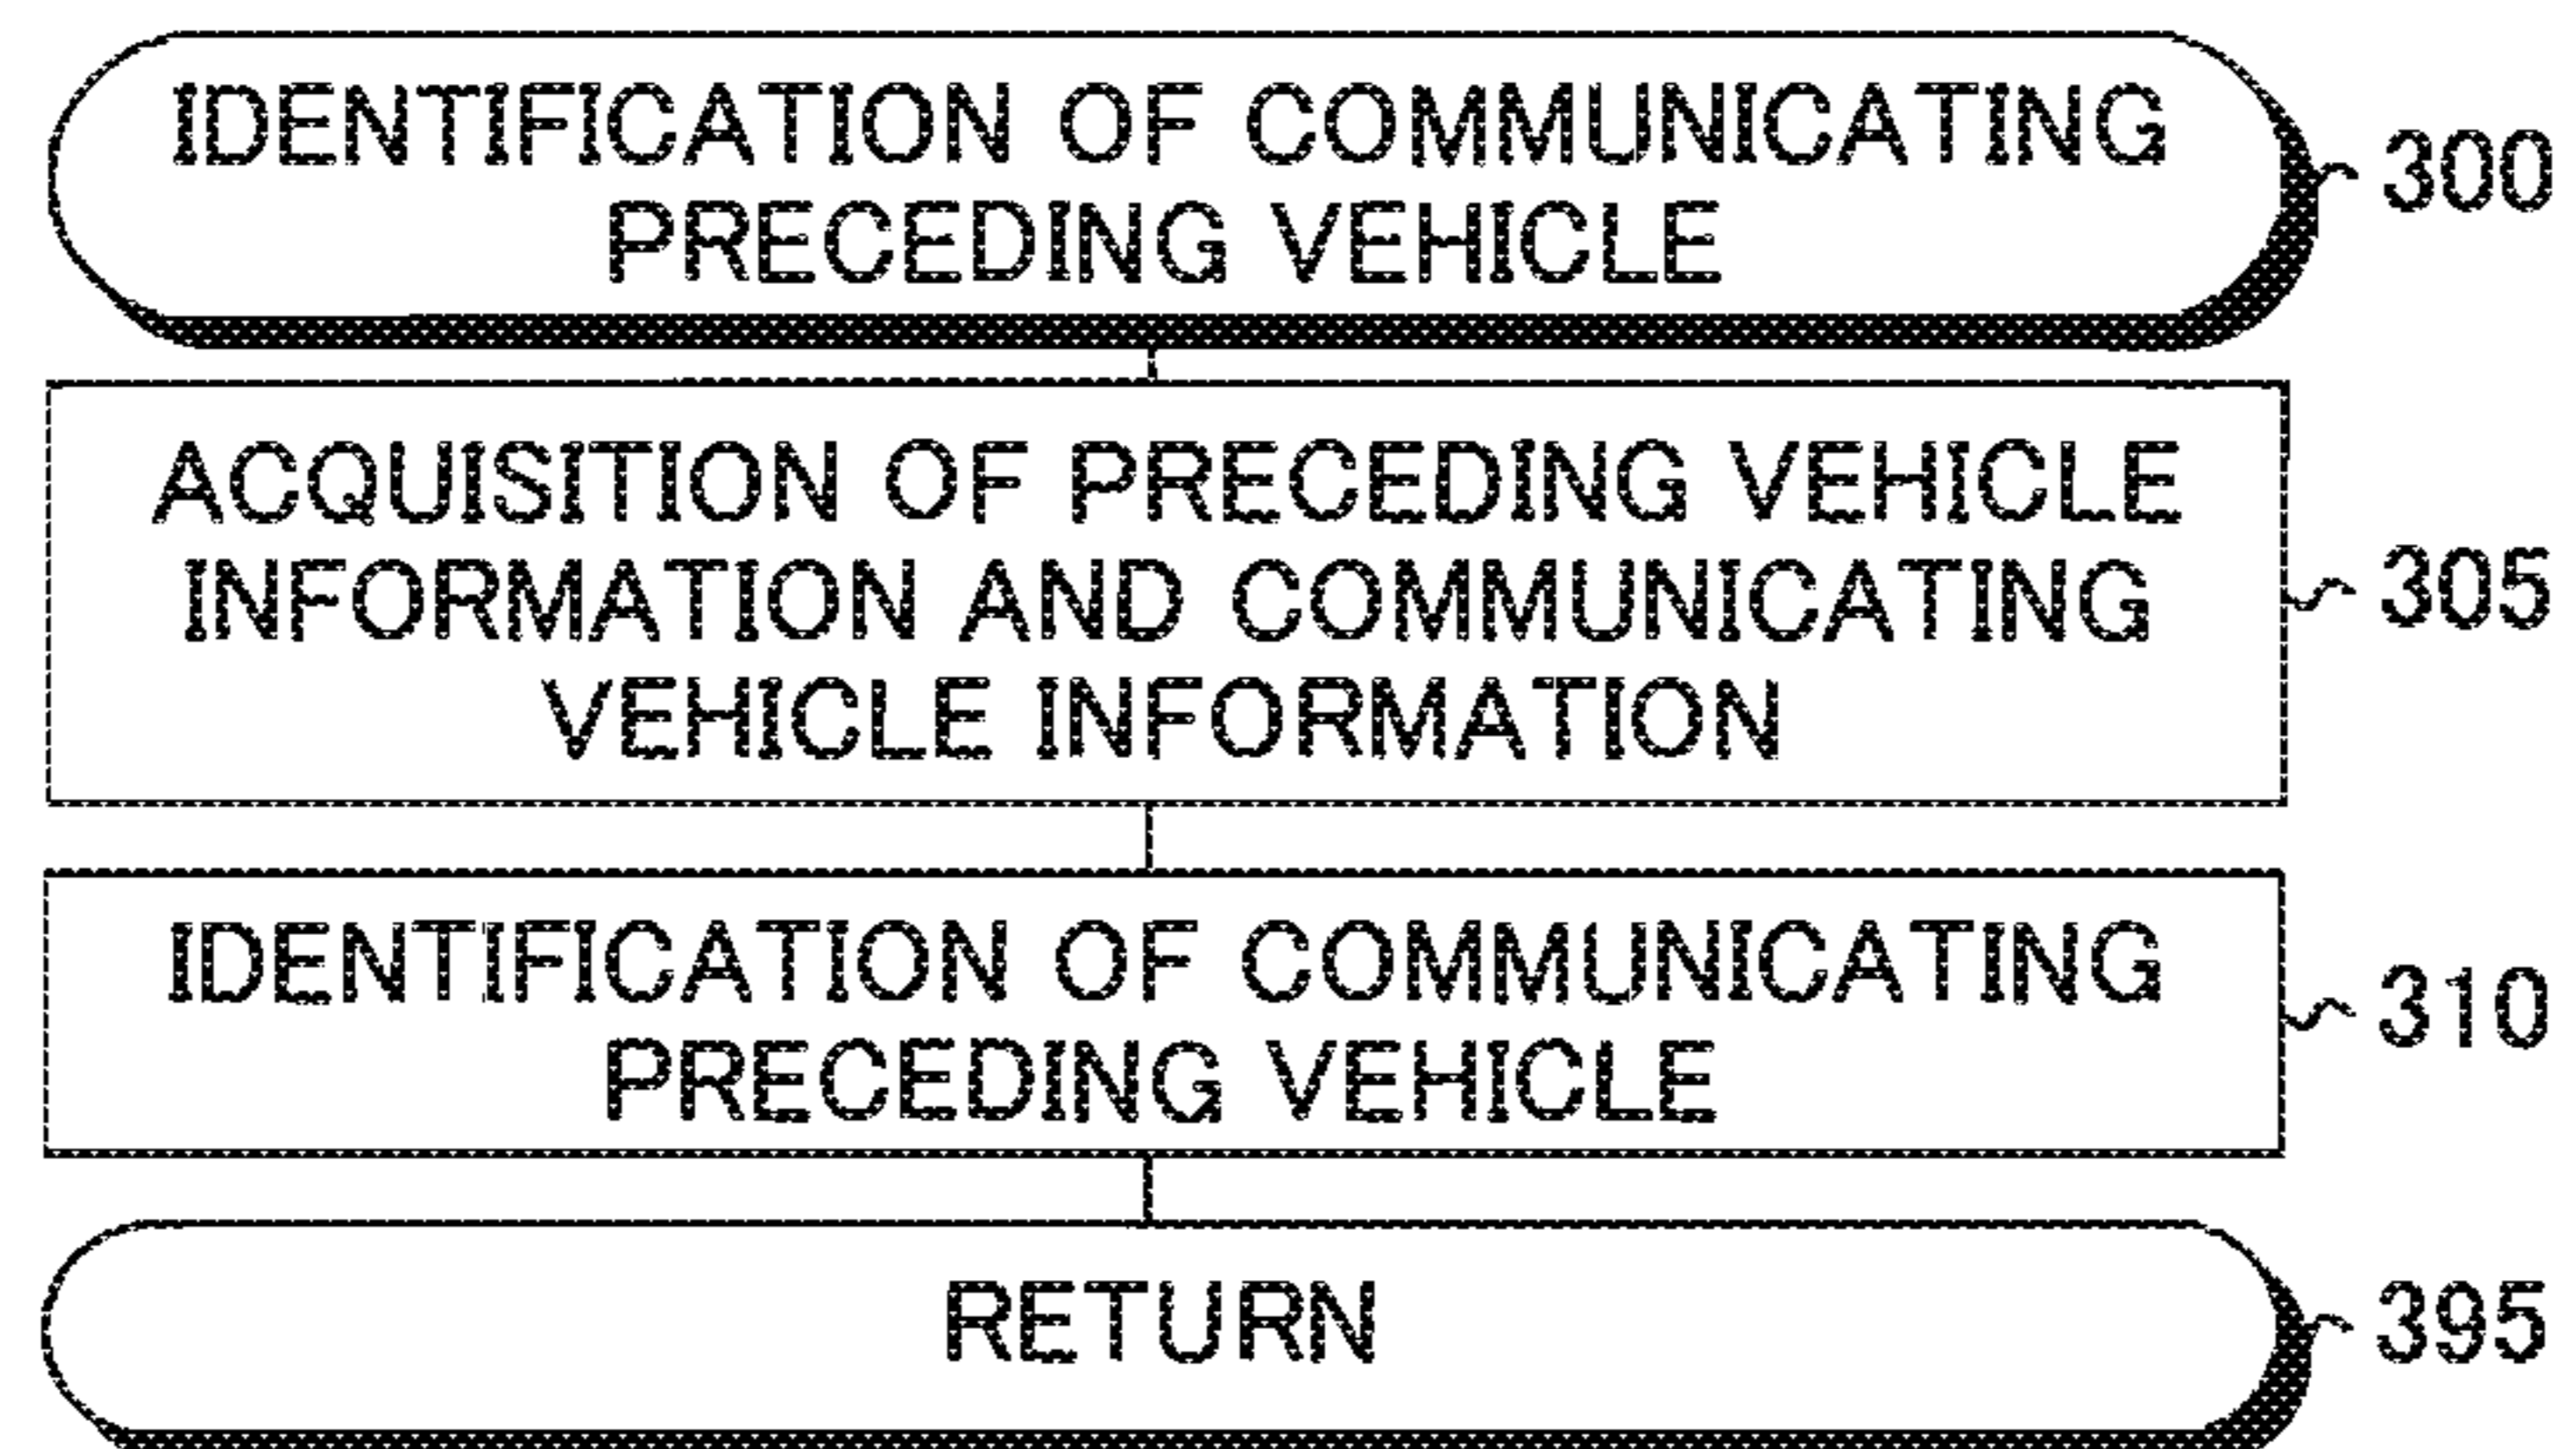 IDENTIFICATION OF COMMUNICATING
PRECEDING VEHICLE
300
ACQUISITION OF PRECEDING VEHICLE
INFORMATION AND COMMUNICATING
VEHICLE INFORMATION
305
IDENTIFICATION OF COMMUNICATING
PRECEDING VEHICLE
310
RETURN
395